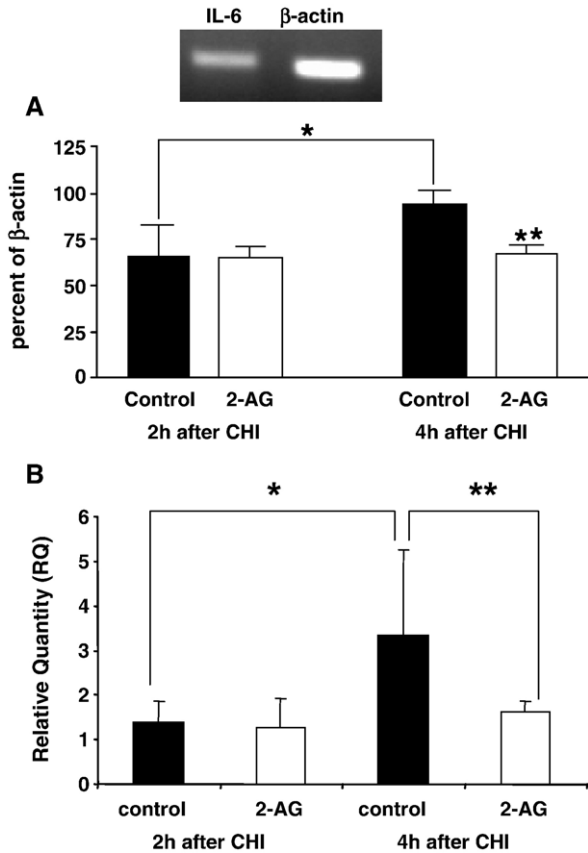 IL-6 β-actin
A
*
percent of β-actin
125
100
75
50
25
0
**
Control 2-AG Control 2-AG
2h after CHI 4h after CHI
B
* **
Relative Quantity (RQ)
6
5
4
3
2
1
0
control 2-AG control 2-AG
2h after CHI 4h after CHI